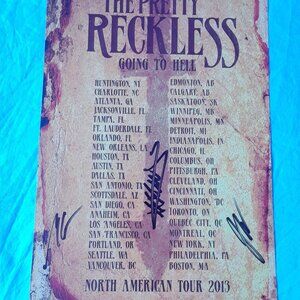 THE PRETTY
RECKLESS
GOING TO HELL
HUNTINGTON, NY
CHARLOTTE, NC
ATLANTA, GA
JACKSONVILLE, FL
TAMPA, FL
FT. LAUDERDALE, FL
ORLANDO, FL
NEW ORLEANS, LA
HOUSTON, TX
AUSTIN, TX
DALLAS, TX
SAN ANTONIO, TX
SCOTTSDALE, AZ
SAN DIEGO, CA
ANAHEIM, CA
LOS ANGELES, CA
SAN FRANCISCO, CA
PORTLAND, OR
SEATTLE, WA
VANCOUVER, BC
EDMONTON, AB
CALGARY, AB
SASKATOON, SK
WINNIPEG, MB
MINNEAPOLIS, MN
DETROIT, MI
INDIANAPOLIS, IN
CHICAGO, IL
COLUMBUS, OH
PITTSBURGH, PA
CLEVELAND, OH
CINCINNATI, OH
WASHINGTON, DC
TORONTO, ON
QUEBEC CITY, QC
MONTREAL, QC
NEW YORK, NY
PHILADELPHIA, PA
BOSTON, MA
NORTH AMERICAN TOUR 2013